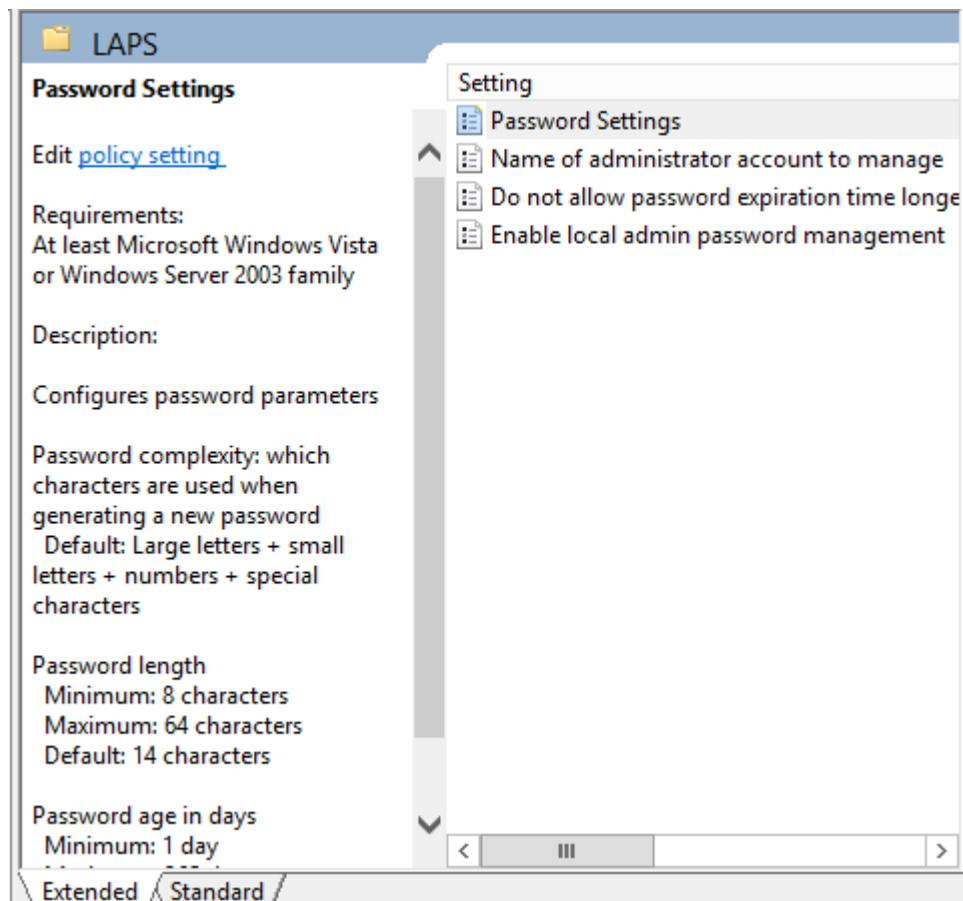 LAPS
Password Settings
Edit policy setting
Requirements:
At least Microsoft Windows Vista
or Windows Server 2003 family
Description:
Configures password parameters
Password complexity: which
characters are used when
generating a new password
Default: Large letters + small
letters + numbers + special
characters
Password length
Minimum: 8 characters
Maximum: 64 characters
Default: 14 characters
Password age in days
Minimum: 1 day
Setting
Password Settings
Name of administrator account to manage
Do not allow password expiration time longe
Enable local admin password management
Extended
Standard